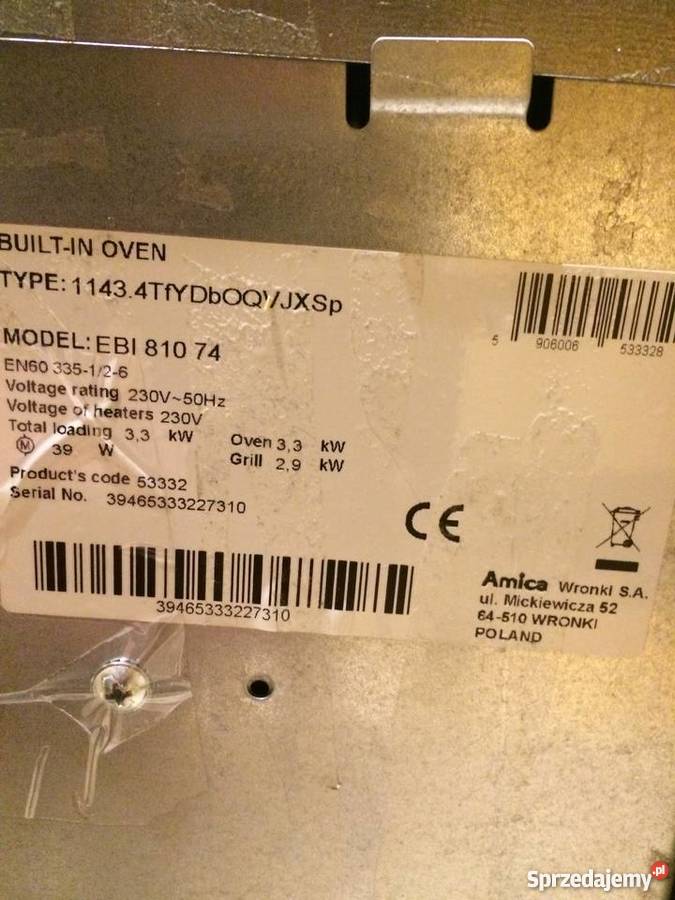 BUILT-IN OVEN
TYPE: 1143.4TfYDbOQVJXSp
MODEL: EBI 810 74
EN60 335-1/2-6
Voltage rating 230V~50Hz
Voltage of heaters 230V
Total loading 3,3 kW
Oven 3,3 kW
M 39 W
Grill 2,9 kW
Product's code 53332
Serial No. 39465333227310
5 906006 533328
CE
39465333227310
Amica Wronki S.A.
ul. Mickiewicza 52
64-510 WRONKI
POLAND
Sprzedajemy.pl